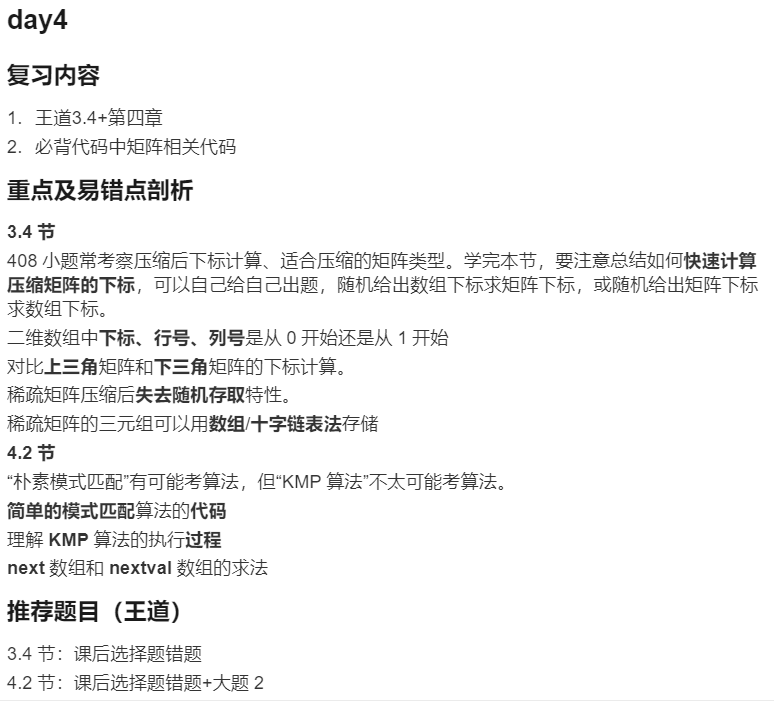 day4
复习内容
1. 王道3.4+第四章
2. 必背代码中矩阵相关代码
重点及易错点剖析
3.4 节
408 小题常考察压缩后下标计算、适合压缩的矩阵类型。学完本节，要注意总结如何快速计算
压缩矩阵的下标，可以自己给自己出题，随机给出数组下标求矩阵下标，或随机给出矩阵下标
求数组下标。
二维数组中下标、行号、列号是从 0 开始还是从 1 开始
对比上三角矩阵和下三角矩阵的下标计算。
稀疏矩阵压缩后失去随机存取特性。
稀疏矩阵的三元组可以用数组/十字链表法存储
4.2 节
“朴素模式匹配”有可能考算法，但“KMP 算法”不太可能考算法。
简单的模式匹配算法的代码
理解 KMP 算法的执行过程
next 数组和 nextval 数组的求法
推荐题目（王道）
3.4 节：课后选择题错题
4.2 节：课后选择题错题+大题 2